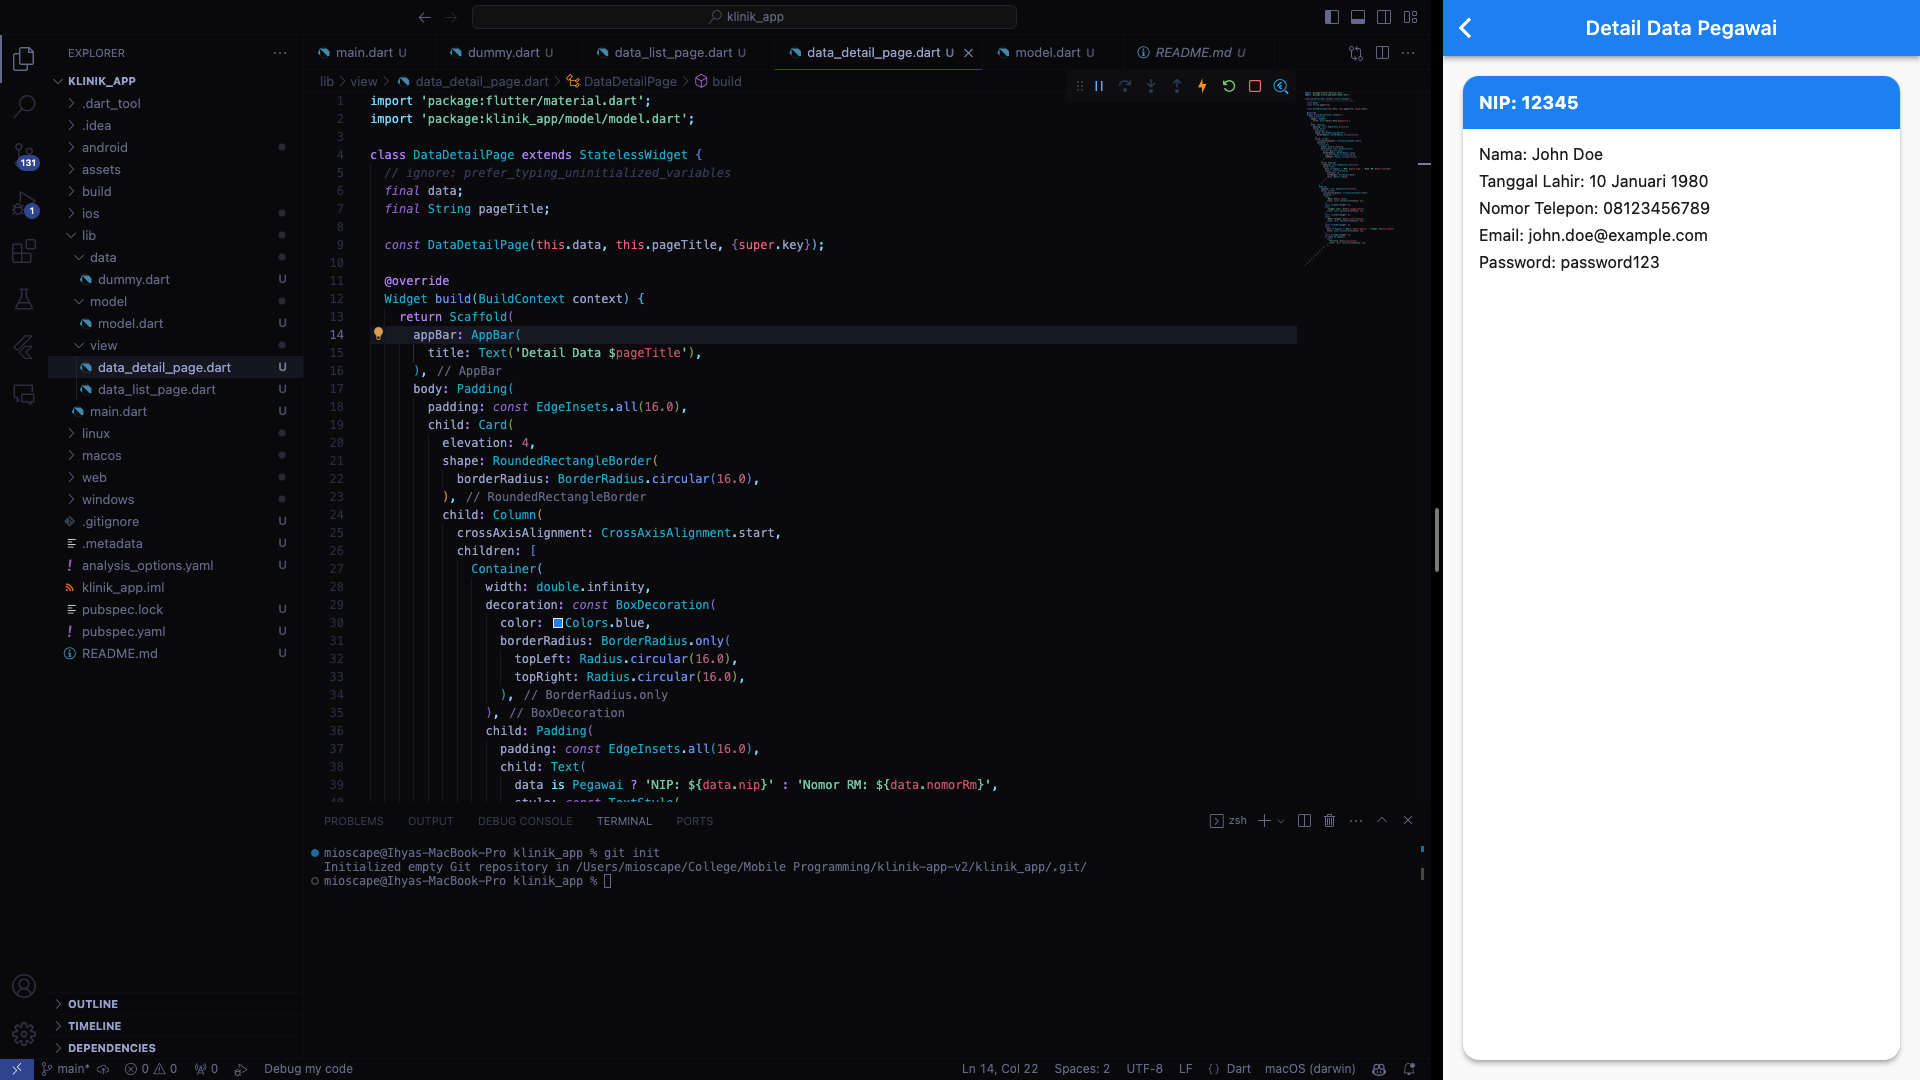 klinik_app
EXPLORER
KLINIK_APP
.dart_tool
.idea
android
assets
build
ios
lib
data
dummy.dart U
model
model.dart U
view
data_detail_page.dart U
data_list_page.dart U
main.dart U
linux
macos
web
windows
.gitignore U
.metadata U
analysis_options.yaml U
klinik_app.iml
pubspec.lock U
pubspec.yaml U
README.md U
OUTLINE
TIMELINE
DEPENDENCIES
131
1
main.dart U
dummy.dart U
data_list_page.dart U
data_detail_page.dart U
model.dart U
README.md U
lib > view > data_detail_page.dart > DataDetailPage > build
1 import 'package:flutter/material.dart';
2 import 'package:klinik_app/model/model.dart';
3
4 class DataDetailPage extends StatelessWidget {
5 // ignore: prefer_typing_uninitialized_variables
6 final data;
7 final String pageTitle;
8
9 const DataDetailPage(this.data, this.pageTitle, {super.key});
10
11 @override
12 Widget build(BuildContext context) {
13 return Scaffold(
14 appBar: AppBar(
15 title: Text('Detail Data $pageTitle'),
16 ), // AppBar
17 body: Padding(
18 padding: const EdgeInsets.all(16.0),
19 child: Card(
20 elevation: 4,
21 shape: RoundedRectangleBorder(
22 borderRadius: BorderRadius.circular(16.0),
23 ), // RoundedRectangleBorder
24 child: Column(
25 crossAxisAlignment: CrossAxisAlignment.start,
26 children: [
27 Container(
28 width: double.infinity,
29 decoration: const BoxDecoration(
30 color: Colors.blue,
31 borderRadius: BorderRadius.only(
32 topLeft: Radius.circular(16.0),
33 topRight: Radius.circular(16.0),
34 ), // BorderRadius.only
35 ), // BoxDecoration
36 child: Padding(
37 padding: const EdgeInsets.all(16.0),
38 child: Text(
39 data is Pegawai ? 'NIP: ${data.nip}' : 'Nomor RM: ${data.nomorRm}',
40 style: const TextStyle(
PROBLEMS OUTPUT DEBUG CONSOLE TERMINAL PORTS
zsh
mioscape@Ihyas-MacBook-Pro klinik_app % git init
Initialized empty Git repository in /Users/mioscape/College/Mobile Programming/klinik-app-v2/klinik_app/.git/
mioscape@Ihyas-MacBook-Pro klinik_app %
main* 0 0 0 Debug my code
Ln 14, Col 22 Spaces: 2 UTF-8 LF {} Dart macOS (darwin)
Detail Data Pegawai
NIP: 12345
Nama: John Doe
Tanggal Lahir: 10 Januari 1980
Nomor Telepon: 08123456789
Email: john.doe@example.com
Password: password123